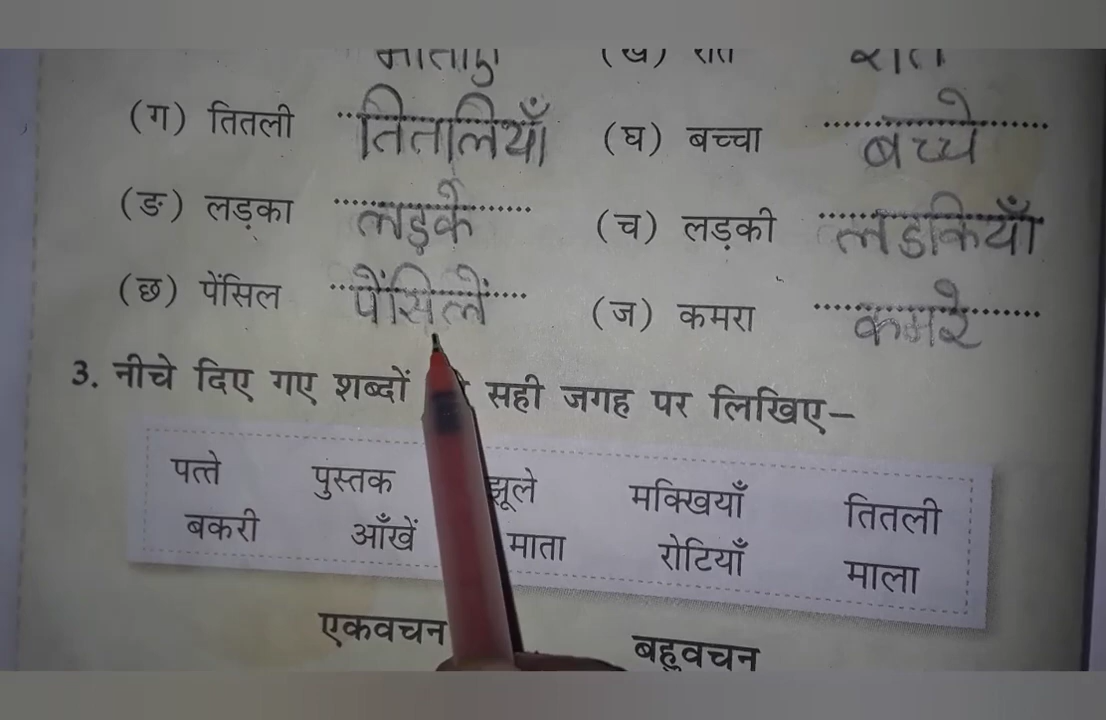 माताएँ (ख) रात रातें
(ग) तितली तितलियाँ (घ) बच्चा बच्चे
(ङ) लड़का लड़के (च) लड़की लडकियाँ
(छ) पेंसिल पेंसिलें (ज) कमरा कमरे
3. नीचे दिए गए शब्दों सही जगह पर लिखिए–
पत्ते पुस्तक झूले मक्खियाँ तितली
बकरी आँखें माता रोटियाँ माला
एकवचन बहुवचन